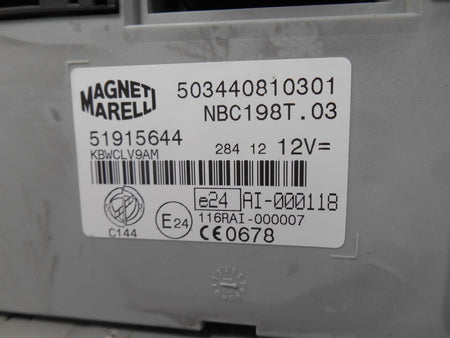 MAGNETI
MARELLI
503440810301
NBC198T.03
51915644
KBWCLV9AM
284 12 12V=
e24 AI-000118
116RAI-000007
C144
E24
CE0678